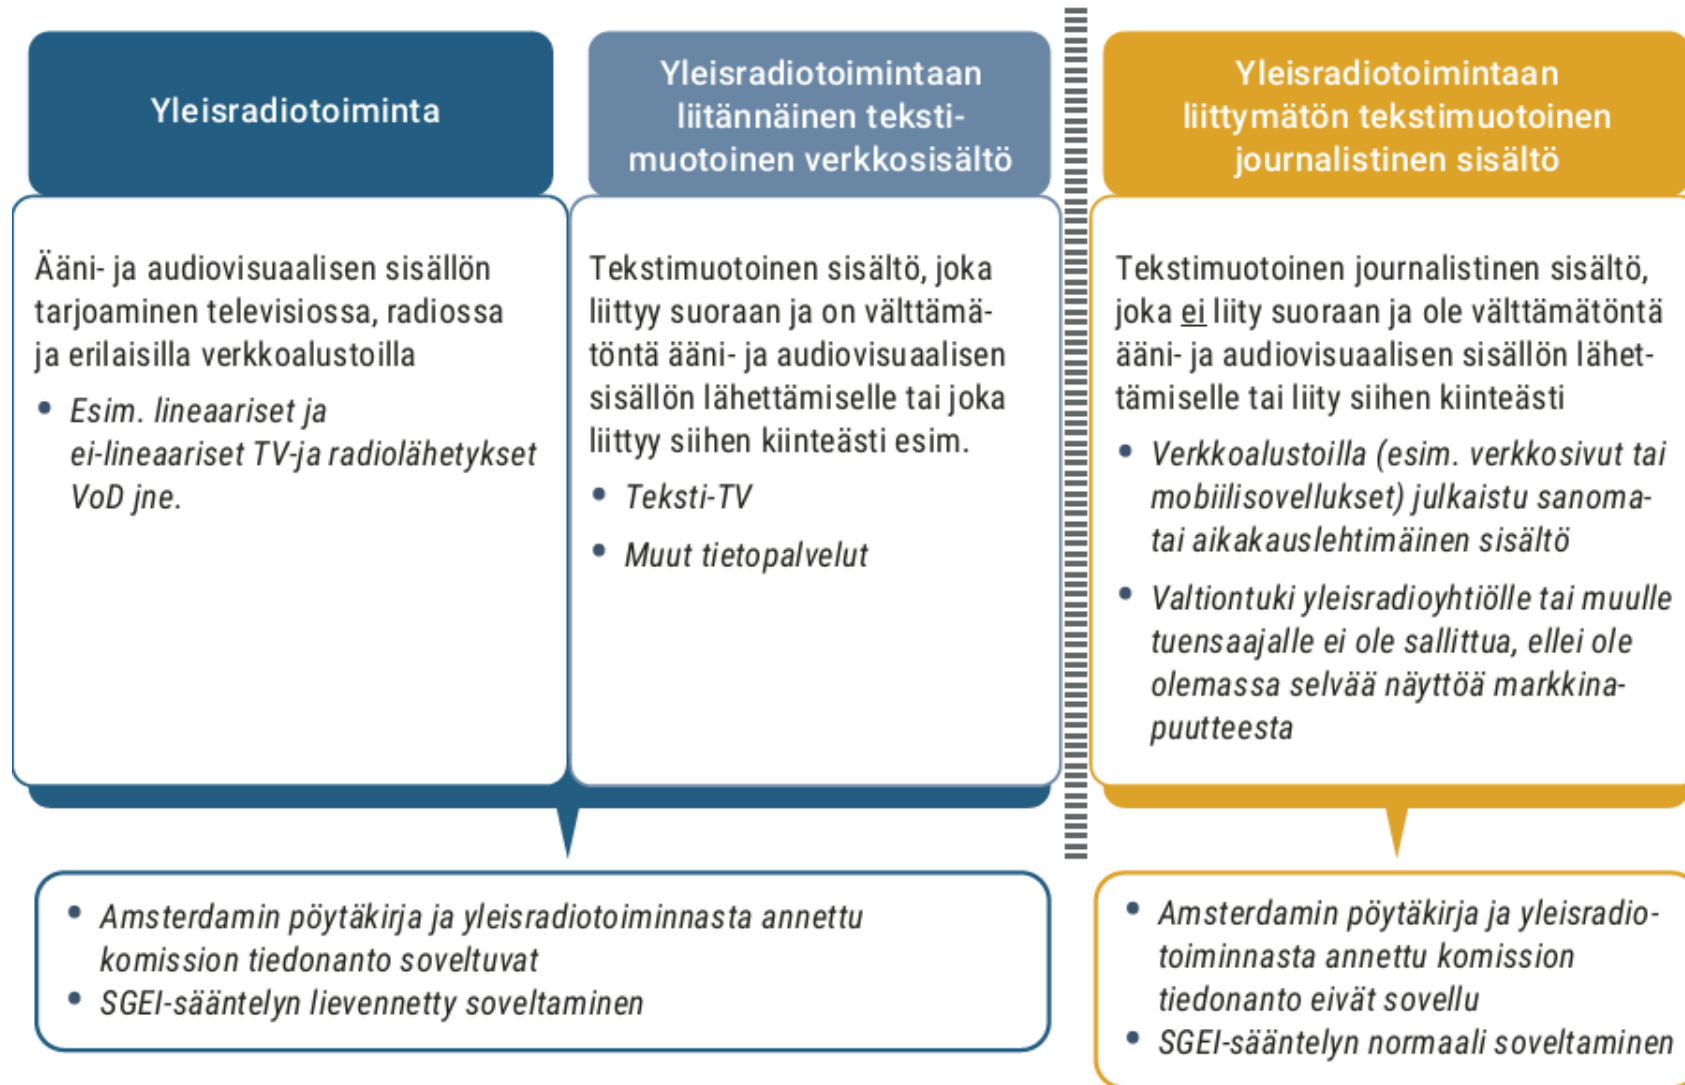 Yleisradiotoiminta
Ääni- ja audiovisuaalisen sisällön
tarjoaminen televisiossa, radiossa
ja erilaisilla verkkoalustoilla
• Esim. lineaariset ja
ei-lineaariset TV-ja radiolähetykset
VoD jne.
Yleisradiotoimintaan
liitännäinen teksti-
muotoinen verkkosisältö
Tekstimuotoinen sisältö, joka
liittyy suoraan ja on välttämä-
töntä ääni- ja audiovisuaalisen
sisällön lähettämiselle tai joka
liittyy siihen kiinteästi esim.
• Teksti-TV
• Muut tietopalvelut
• Amsterdamin pöytäkirja ja yleisradiotoiminnasta annettu
komission tiedonanto soveltuvat
• SGEI-sääntelyn lievennetty soveltaminen
Yleisradiotoimintaan
liittymätön tekstimuotoinen
journalistinen sisältö
Tekstimuotoinen journalistinen sisältö,
joka ei liity suoraan ja ole välttämätöntä
ääni- ja audiovisuaalisen sisällön lähet-
tämiselle tai liity siihen kiinteästi
• Verkkoalustoilla (esim. verkkosivut tai
mobiilisovellukset) julkaistu sanoma-
tai aikakauslehtimäinen sisältö
• Valtiontuki yleisradioyhtiölle tai muulle
tuensaajalle ei ole sallittua, ellei ole
olemassa selvää näyttöä markkina-
puutteesta
• Amsterdamin pöytäkirja ja yleisradio-
toiminnasta annettu komission
tiedonanto eivät sovellu
• SGEI-sääntelyn normaali soveltaminen